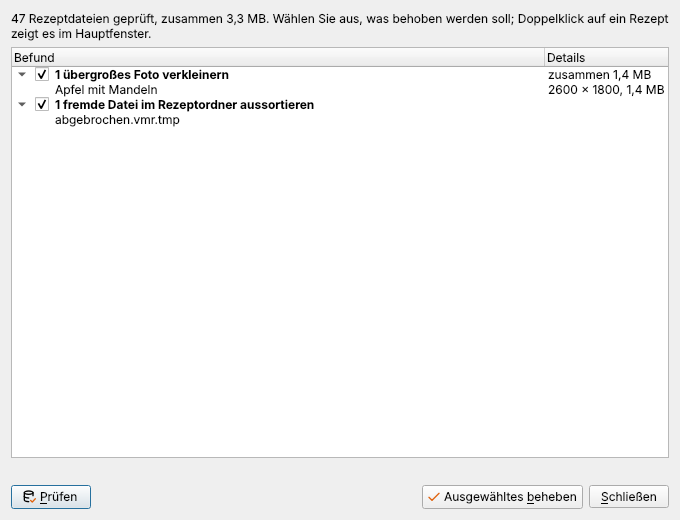 47 Rezeptdateien geprüft, zusammen 3,3 MB. Wählen Sie aus, was behoben werden soll; Doppelklick auf ein Rezept
zeigt es im Hauptfenster.
Befund Details
1 übergroßes Foto verkleinern zusammen 1,4 MB
Apfel mit Mandeln 2600 × 1800, 1,4 MB
1 fremde Datei im Rezeptordner aussortieren
abgebrochen.vmr.tmp
Prüfen Ausgewähltes beheben Schließen